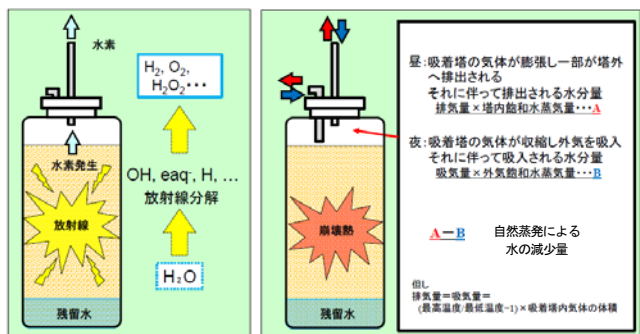 水素
H₂, O₂,
H₂O₂・・・
水素発生
OH, eaq-, H, ...
放射線分解
放射線
H₂O
残留水
崩壊熱
残留水
昼：吸着塔の気体が膨張し一部が塔外
へ排出される
それに伴って排出される水分量
排気量×塔内飽和水蒸気量・・・A
夜：吸着塔の気体が収縮し外気を吸入
それに伴って吸入される水分量
吸気量×外気飽和水蒸気量・・・B
A－B
自然蒸発による
水の減少量
但し
排気量＝吸気量＝
(最高温度/最低温度-1)×吸着塔内気体の体積